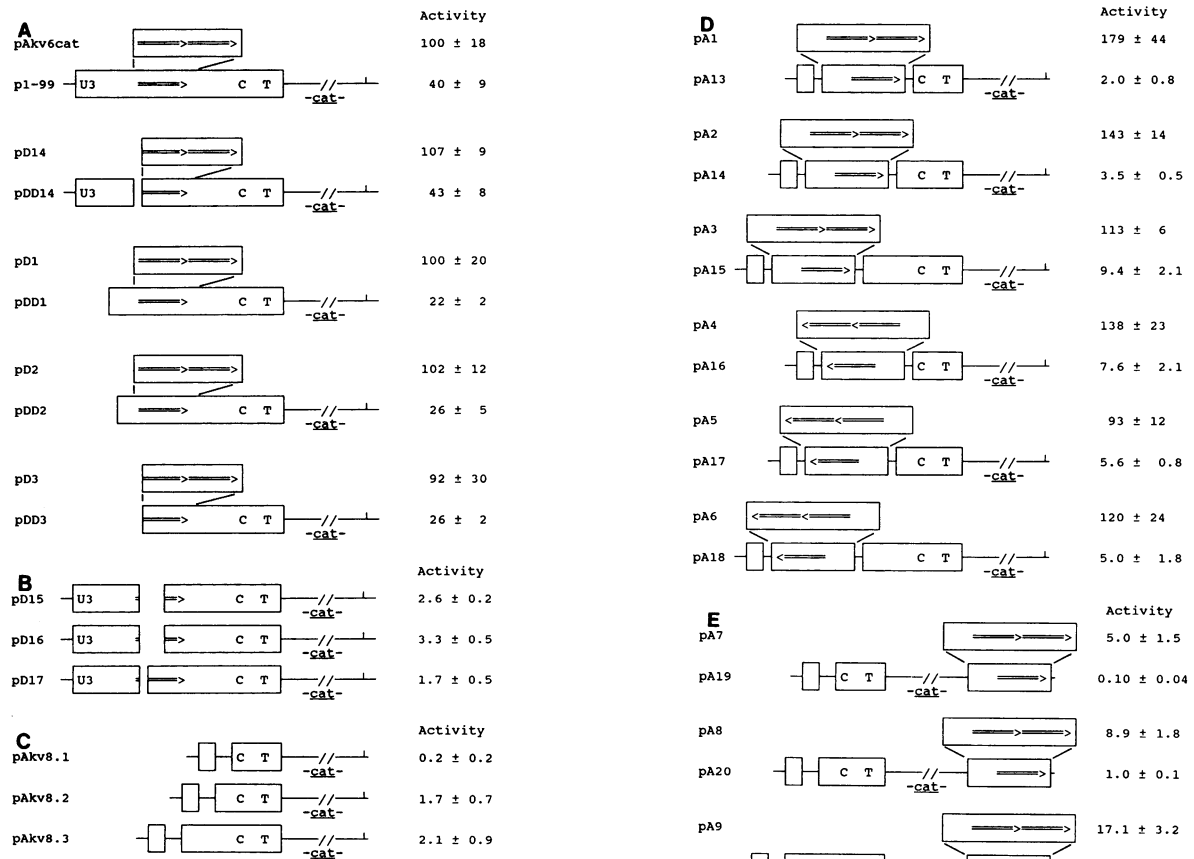 A
Activity
pAkv6cat 100 ± 18
p1-99 U3 C T -cat- 40 ± 9
pD14 107 ± 9
pDD14 U3 C T -cat- 43 ± 8
pD1 100 ± 20
pDD1 C T -cat- 22 ± 2
pD2 102 ± 12
pDD2 C T -cat- 26 ± 5
pD3 92 ± 30
pDD3 C T -cat- 26 ± 2
B
Activity
pD15 U3 C T -cat- 2.6 ± 0.2
pD16 U3 C T -cat- 3.3 ± 0.5
pD17 U3 C T -cat- 1.7 ± 0.5
C
Activity
pAkv8.1 C T -cat- 0.2 ± 0.2
pAkv8.2 C T -cat- 1.7 ± 0.7
pAkv8.3 C T -cat- 2.1 ± 0.9
D
Activity
pA1 179 ± 44
pA13 C T -cat- 2.0 ± 0.8
pA2 143 ± 14
pA14 C T -cat- 3.5 ± 0.5
pA3 113 ± 6
pA15 C T -cat- 9.4 ± 2.1
pA4 138 ± 23
pA16 C T -cat- 7.6 ± 2.1
pA5 93 ± 12
pA17 C T -cat- 5.6 ± 0.8
pA6 120 ± 24
pA18 C T -cat- 5.0 ± 1.8
E
Activity
pA7 5.0 ± 1.5
pA19 C T -cat- 0.10 ± 0.04
pA8 8.9 ± 1.8
pA20 C T -cat- 1.0 ± 0.1
pA9 17.1 ± 3.2